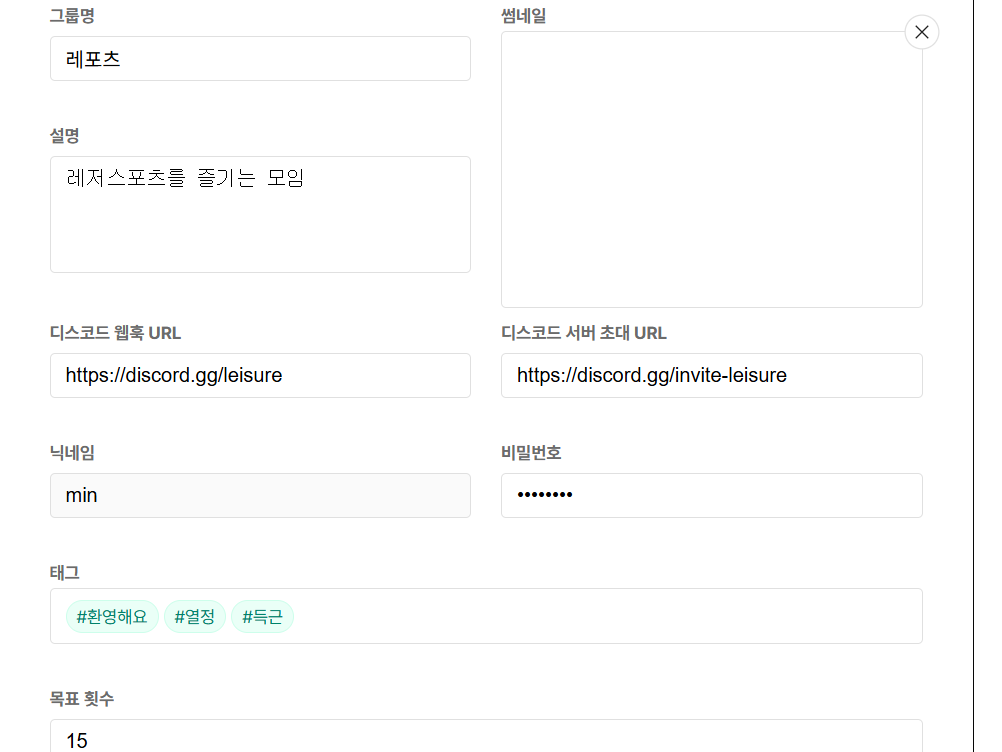 그룹명
썸네일
레포츠
설명
레저스포츠를 즐기는 모임
디스코드 웹훅 URL
디스코드 서버 초대 URL
https://discord.gg/leisure
https://discord.gg/invite-leisure
닉네임
비밀번호
min
••••••••
태그
#환영해요 #열정 #득근
목표 횟수
15